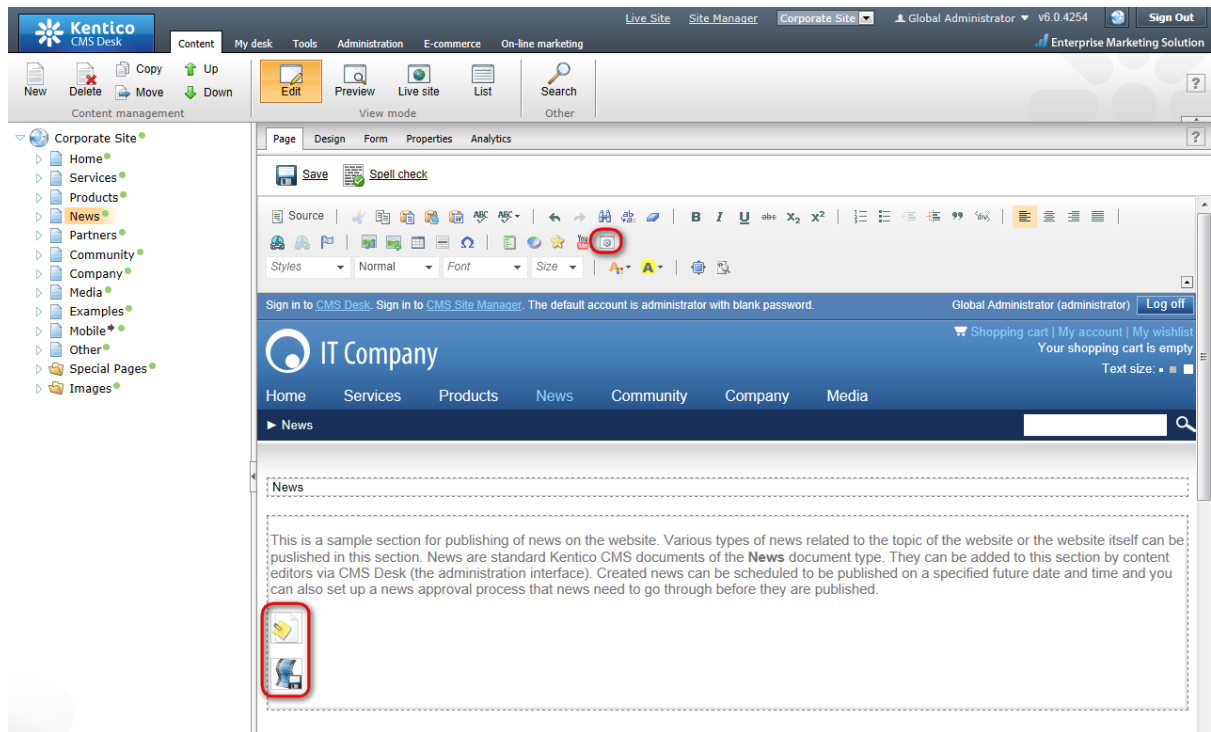 Kentico
CMS Desk
Live Site Site Manager Corporate Site Global Administrator v6.0.4254 Sign Out
Content My desk Tools Administration E-commerce On-line marketing
Enterprise Marketing Solution
New Delete Copy Move Up Down
Content management
Edit Preview Live site List
View mode
Search
Other
?
Corporate Site
Home
Services
Products
News
Partners
Community
Company
Media
Examples
Mobile
Other
Special Pages
Images
Page Design Form Properties Analytics ?
Save Spell check
Source ABC ABC B I U abc X₂ X²
You
Styles Normal Font Size A A
Sign in to CMS Desk. Sign in to CMS Site Manager. The default account is administrator with blank password. Global Administrator (administrator) Log off
IT Company
Shopping cart | My account | My wishlist
Your shopping cart is empty
Text size:
Home Services Products News Community Company Media
► News
News
This is a sample section for publishing of news on the website. Various types of news related to the topic of the website or the website itself can be
puslished in this section. News are standard Kentico CMS documents of the News document type. They can be added to this section by content
editors via CMS Desk (the administration interface). Created news can be scheduled to be published on a specified future date and time and you
can also set up a news approval process that news need to go through before they are published.